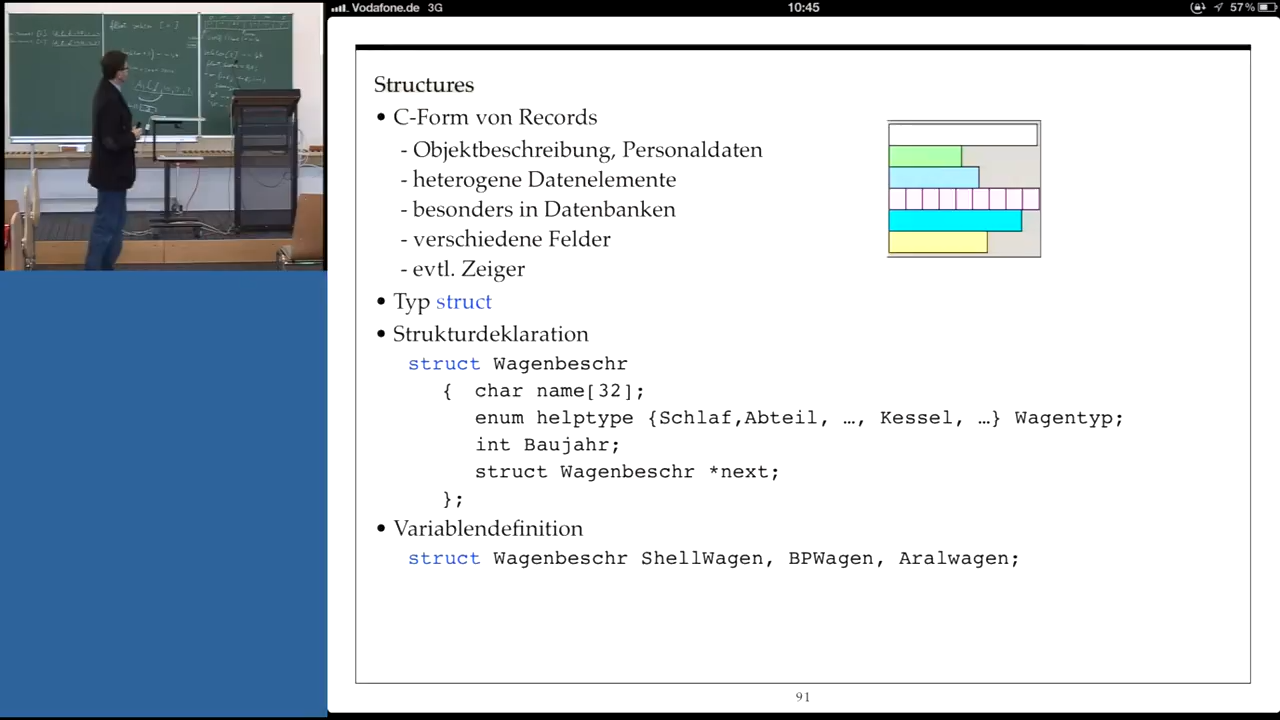 Vodafone.de 3G 10:45 57%
Structures
• C-Form von Records
- Objektbeschreibung, Personaldaten
- heterogene Datenelemente
- besonders in Datenbanken
- verschiedene Felder
- evtl. Zeiger
• Typ struct
• Strukturdeklaration
struct Wagenbeschr
{ char name[32];
enum helptype {Schlaf,Abteil, …, Kessel, …} Wagentyp;
int Baujahr;
struct Wagenbeschr *next;
};
• Variablendefinition
struct Wagenbeschr ShellWagen, BPWagen, Aralwagen;
91